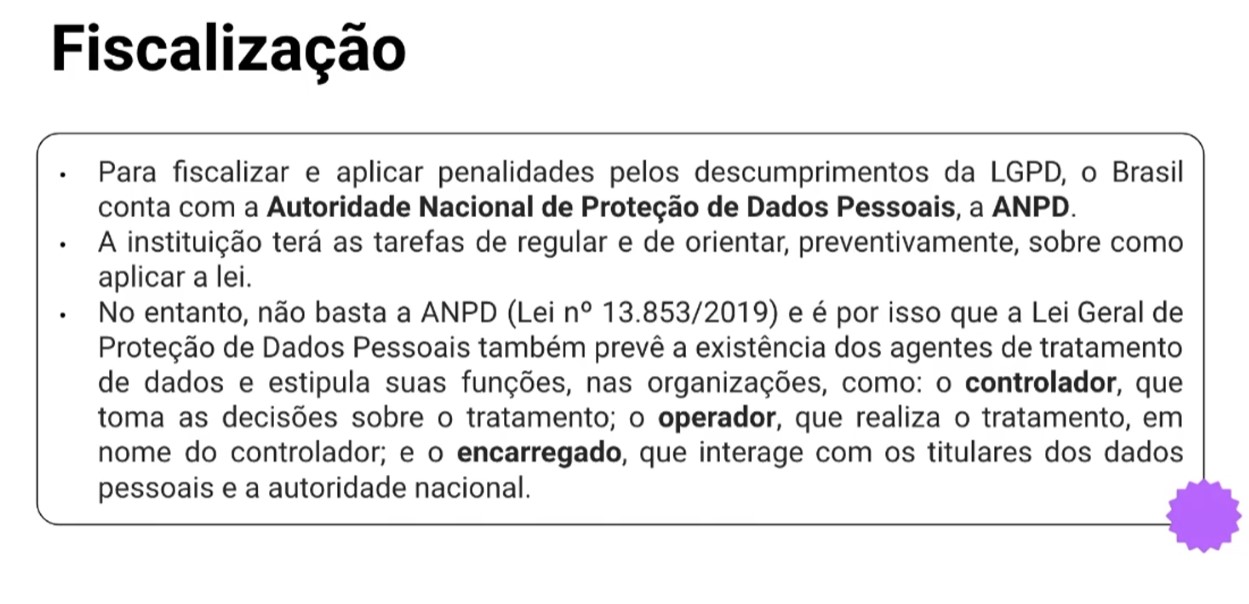 Fiscalização
• Para fiscalizar e aplicar penalidades pelos descumprimentos da LGPD, o Brasil
conta com a Autoridade Nacional de Proteção de Dados Pessoais, a ANPD.
• A instituição terá as tarefas de regular e de orientar, preventivamente, sobre como
aplicar a lei.
• No entanto, não basta a ANPD (Lei nº 13.853/2019) e é por isso que a Lei Geral de
Proteção de Dados Pessoais também prevê a existência dos agentes de tratamento
de dados e estipula suas funções, nas organizações, como: o controlador, que
toma as decisões sobre o tratamento; o operador, que realiza o tratamento, em
nome do controlador; e o encarregado, que interage com os titulares dos dados
pessoais e a autoridade nacional.